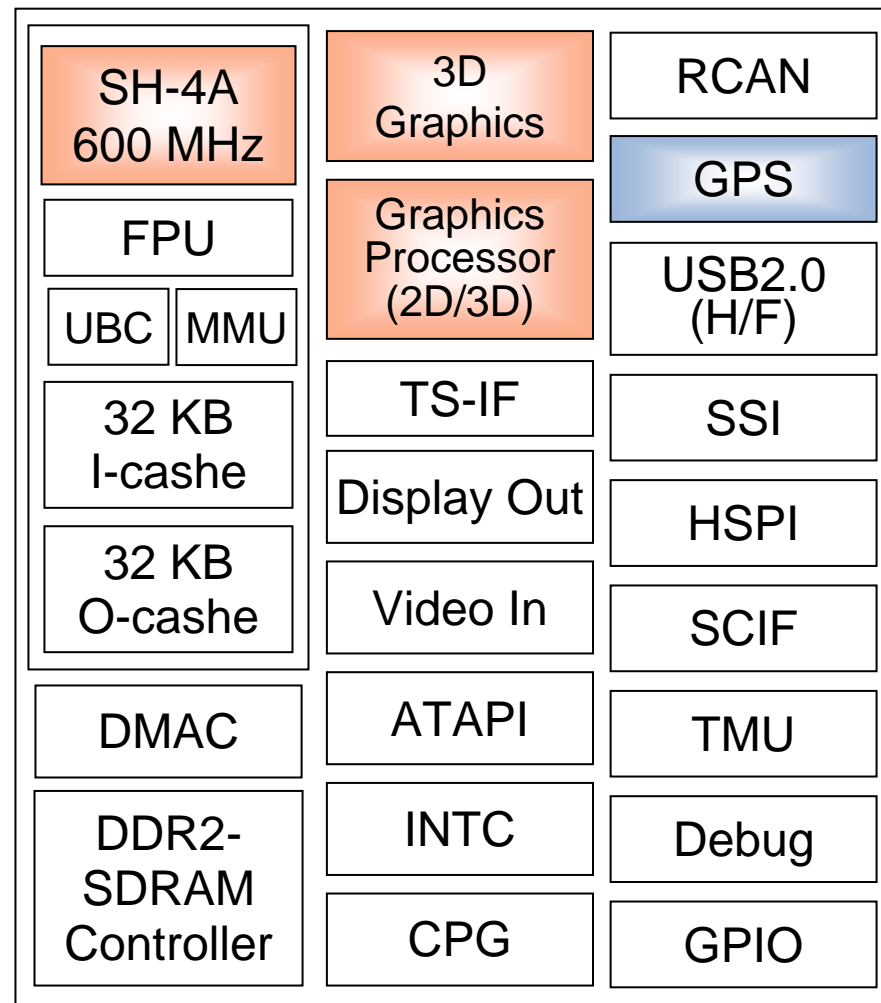 SH-4A
600 MHz
FPU
UBC
MMU
32 KB
I-cashe
32 KB
O-cashe
DMAC
DDR2-
SDRAM
Controller
3D
Graphics
Graphics
Processor
(2D/3D)
TS-IF
Display Out
Video In
ATAPI
INTC
CPG
RCAN
GPS
USB2.0
(H/F)
SSI
HSPI
SCIF
TMU
Debug
GPIO